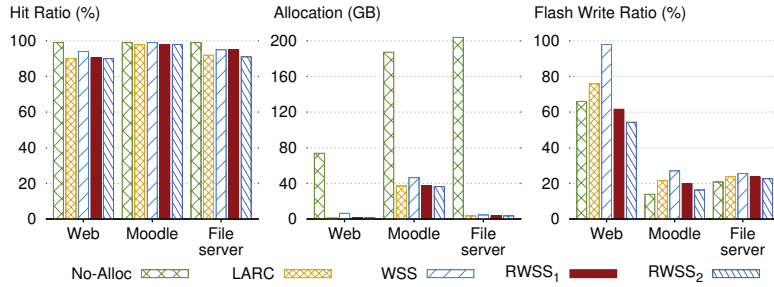 Hit Ratio (%)
100
80
60
40
20
0
Web
Moodle
File
server
Allocation (GB)
200
160
120
80
40
0
Web
Moodle
File
server
Flash Write Ratio (%)
100
80
60
40
20
0
Web
Moodle
File
server
No-Alloc
LARC
WSS
RWSS1
RWSS2